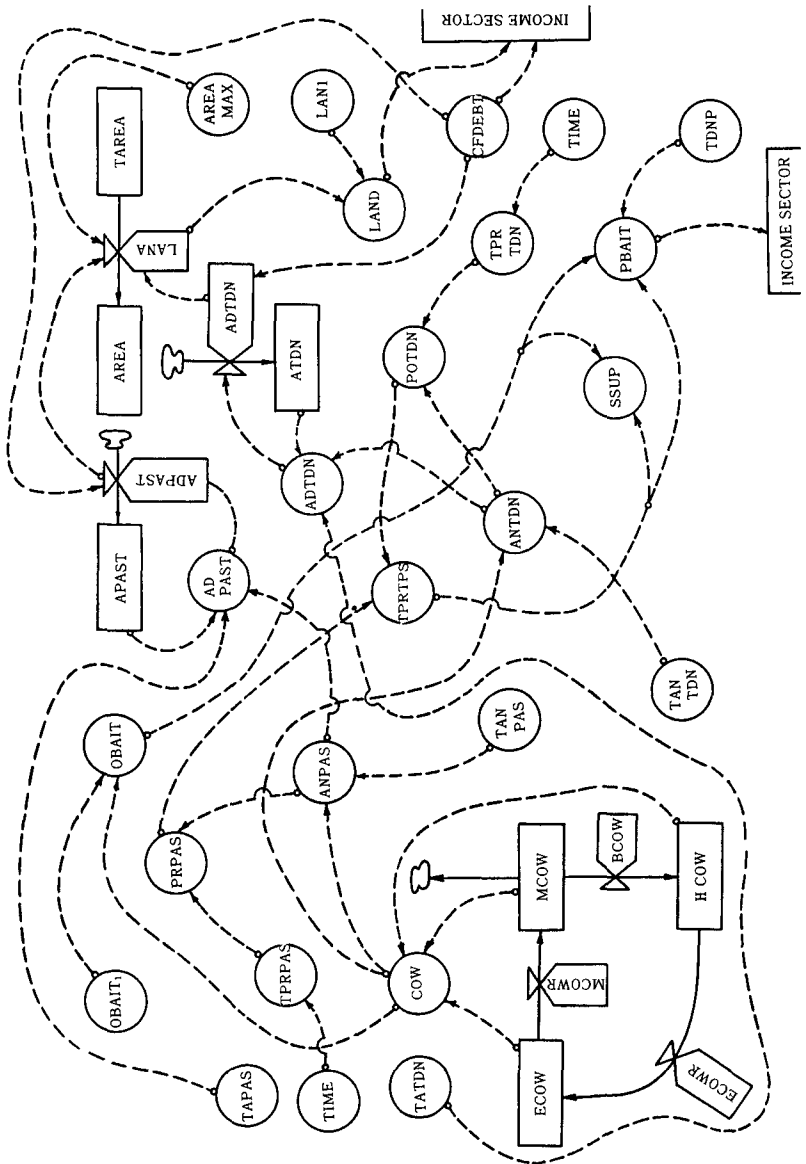 TAPAS
OBAIT₁
OBAIT
APAST
ADPAST
AREA
LANA
TAREA
AREA
MAX
LAN1
LAND
INCOME SECTOR
CFDEBT
TIME
TPRPAS
PRPAS
AD
PAST
ADTDN
ATDN
ADTDN
TPR
TDN
TIME
TATDN
COW
ANPAS
TPRTPS
POTDN
TAN
PAS
ANTDN
SSUP
PBAIT
TDNP
INCOME SECTOR
ECOW
MCOWR
MCOW
BCOW
H COW
ECOWR
TAN
TDN